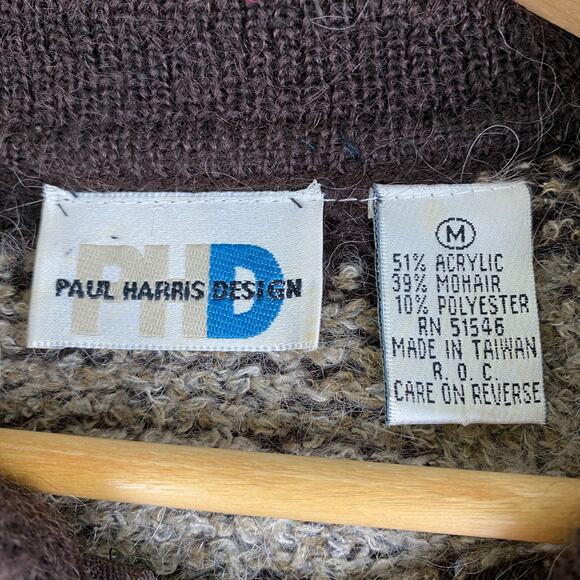 PHD
PAUL HARRIS DESIGN
M
51% ACRYLIC
39% MOHAIR
10% POLYESTER
RN 51546
MADE IN TAIWAN
R. O. C.
CARE ON REVERSE